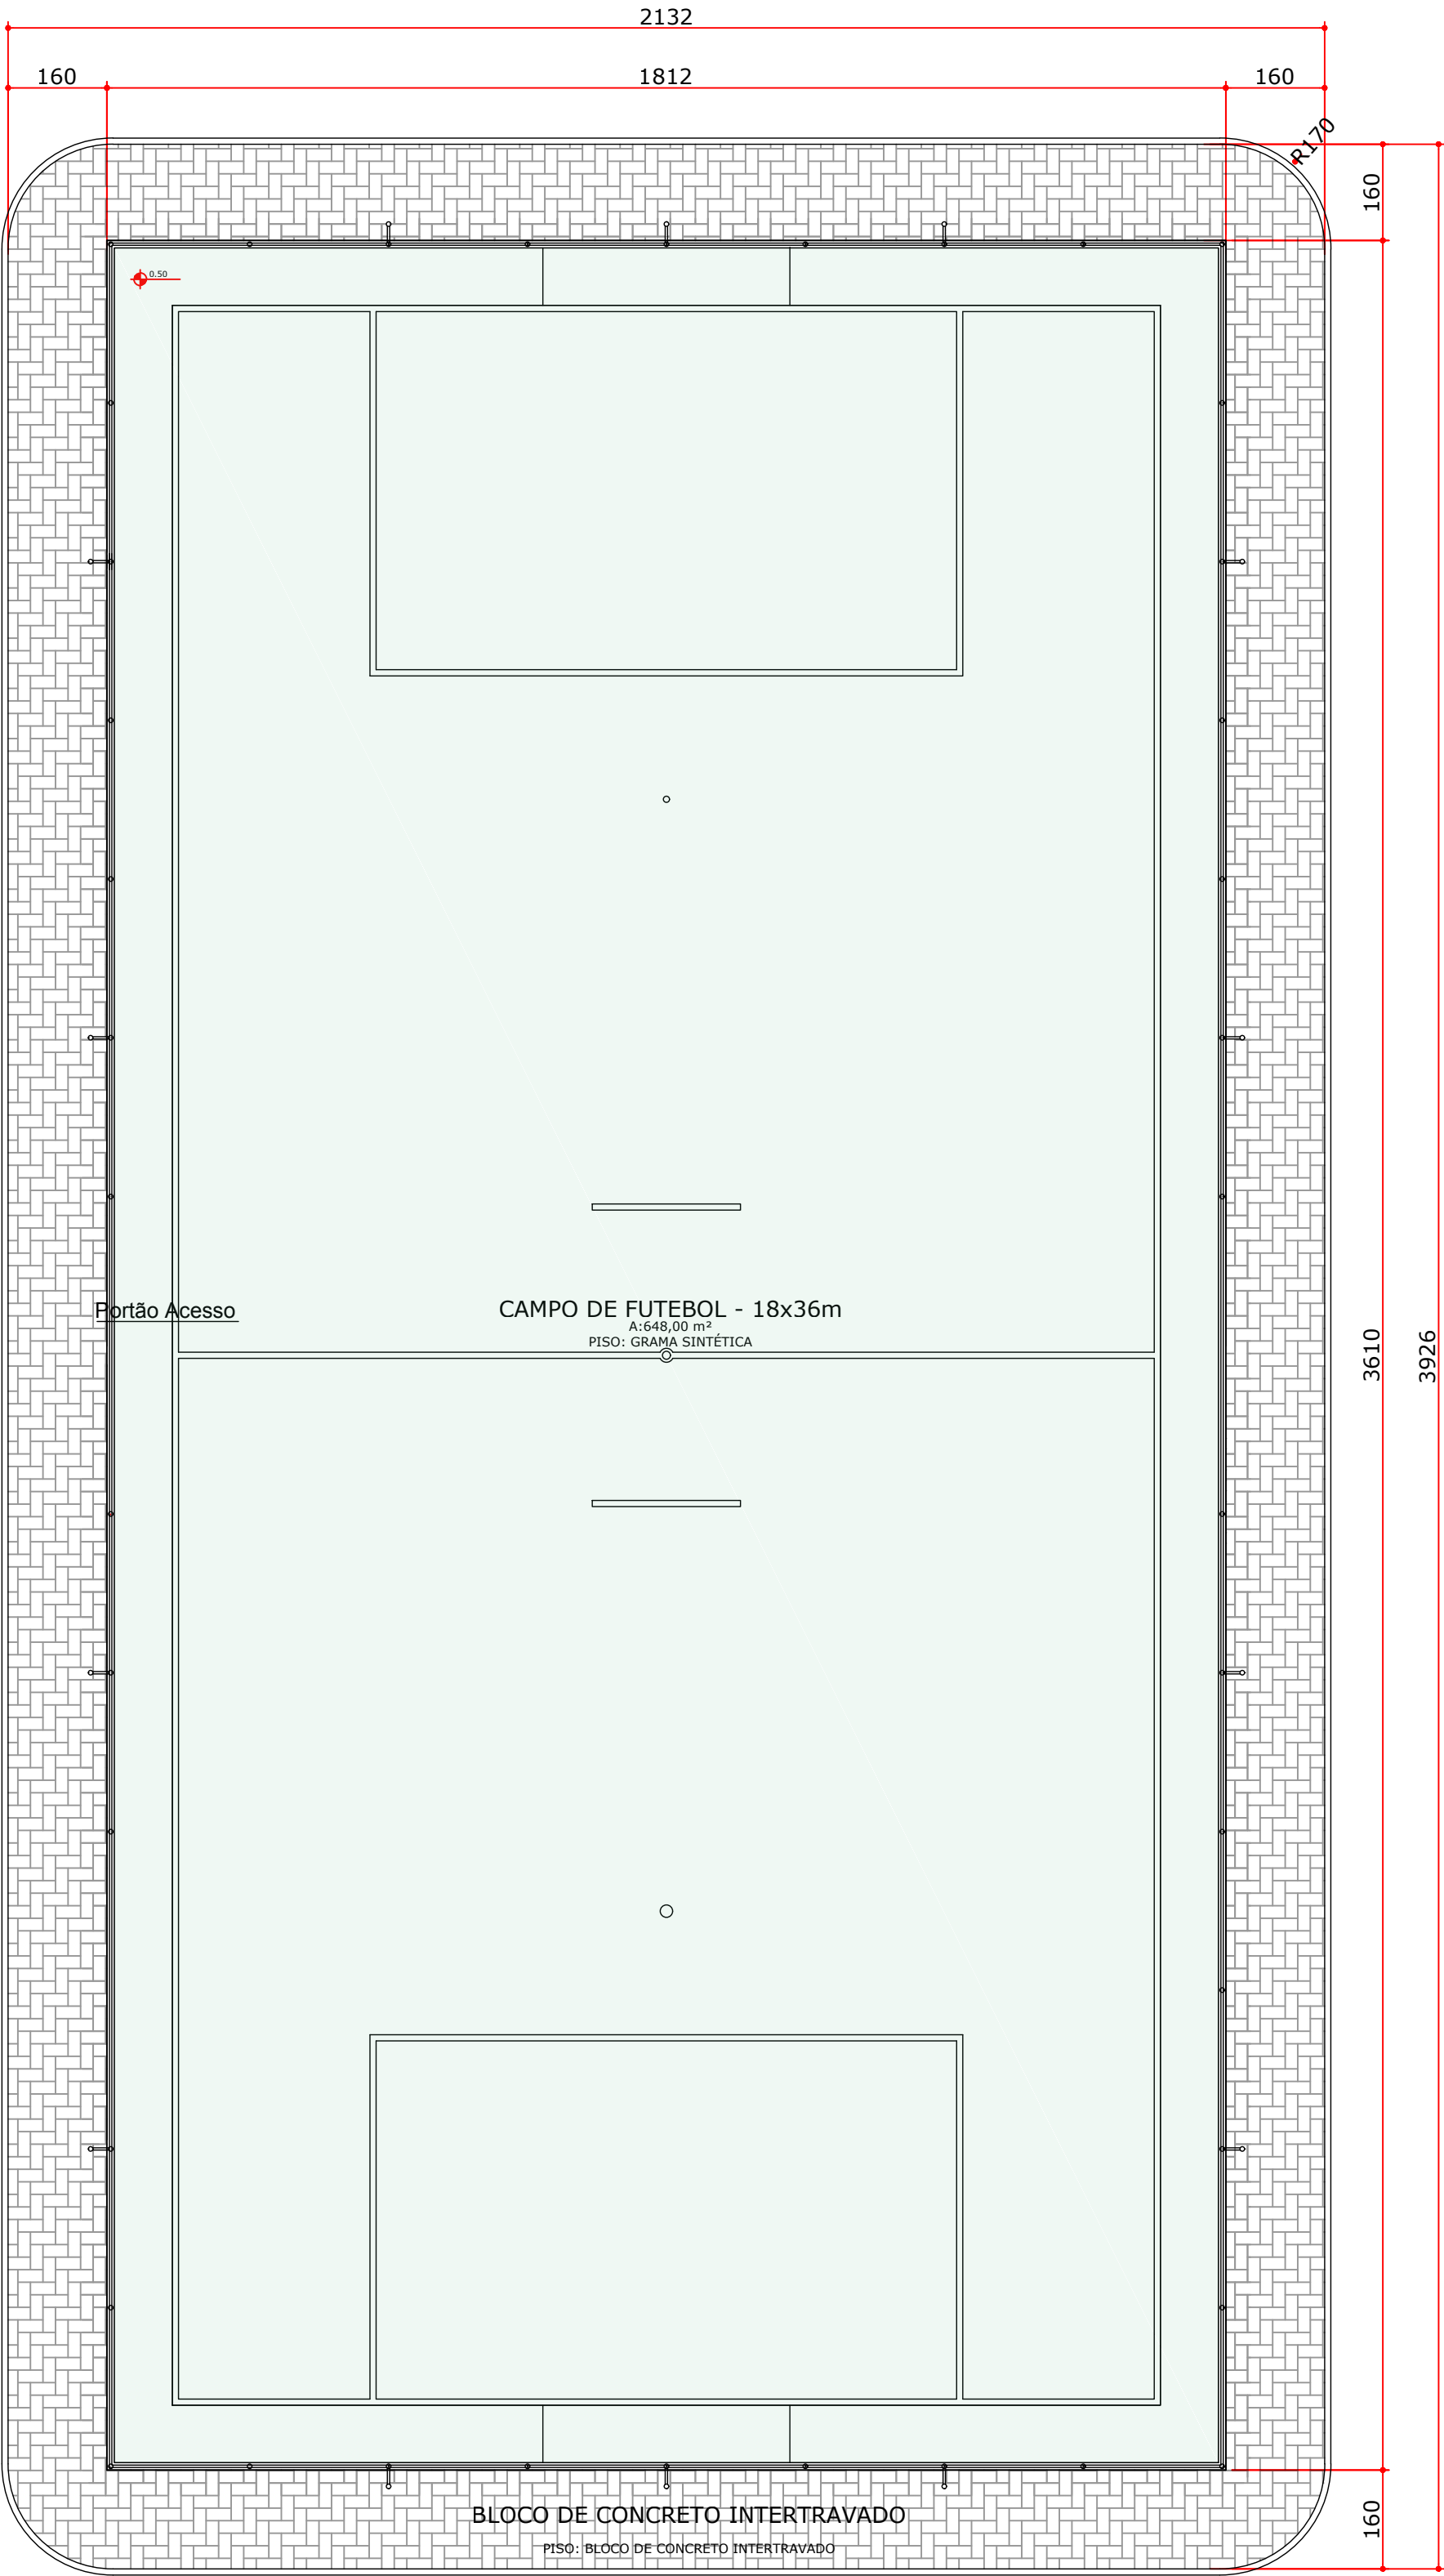 2132
160
1812
160
R170
160
0.50
Portão Acesso
CAMPO DE FUTEBOL - 18x36m
A:648,00 m²
PISO: GRAMA SINTÉTICA
3610
3926
BLOCO DE CONCRETO INTERTRAVADO
PISO: BLOCO DE CONCRETO INTERTRAVADO
160